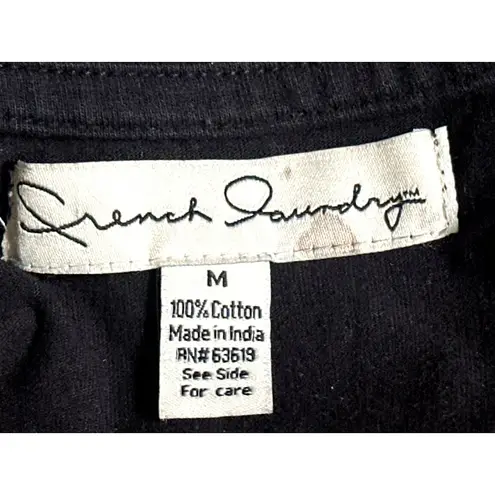 French Laundry™
M
100% Cotton
Made in India
RN# 63619
See Side
For care